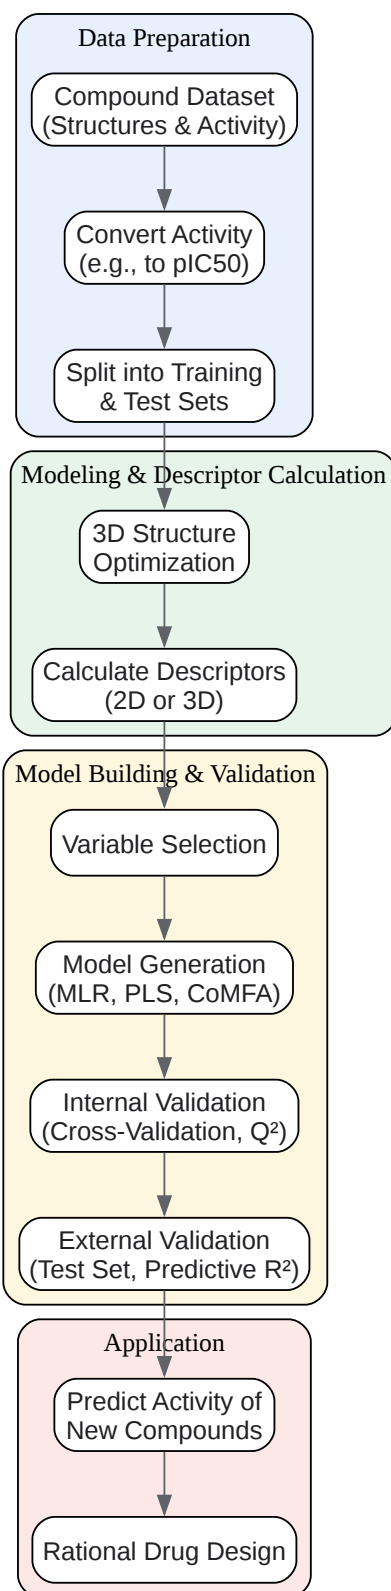 Data Preparation
Compound Dataset
(Structures & Activity)
Convert Activity
(e.g., to pIC50)
Split into Training
& Test Sets
Modeling & Descriptor Calculation
3D Structure
Optimization
Calculate Descriptors
(2D or 3D)
Model Building & Validation
Variable Selection
Model Generation
(MLR, PLS, CoMFA)
Internal Validation
(Cross-Validation, Q²)
External Validation
(Test Set, Predictive R²)
Application
Predict Activity of
New Compounds
Rational Drug Design